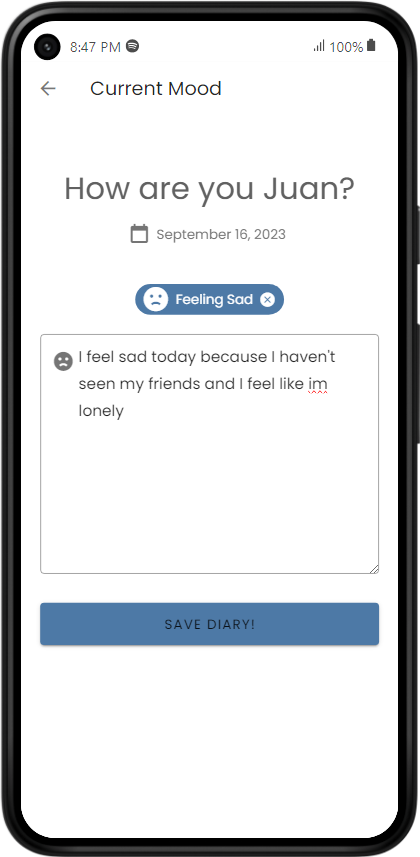 8:47 PM
100%
Current Mood
How are you Juan?
September 16, 2023
Feeling Sad
I feel sad today because I haven't
seen my friends and I feel like im
lonely
SAVE DIARY!